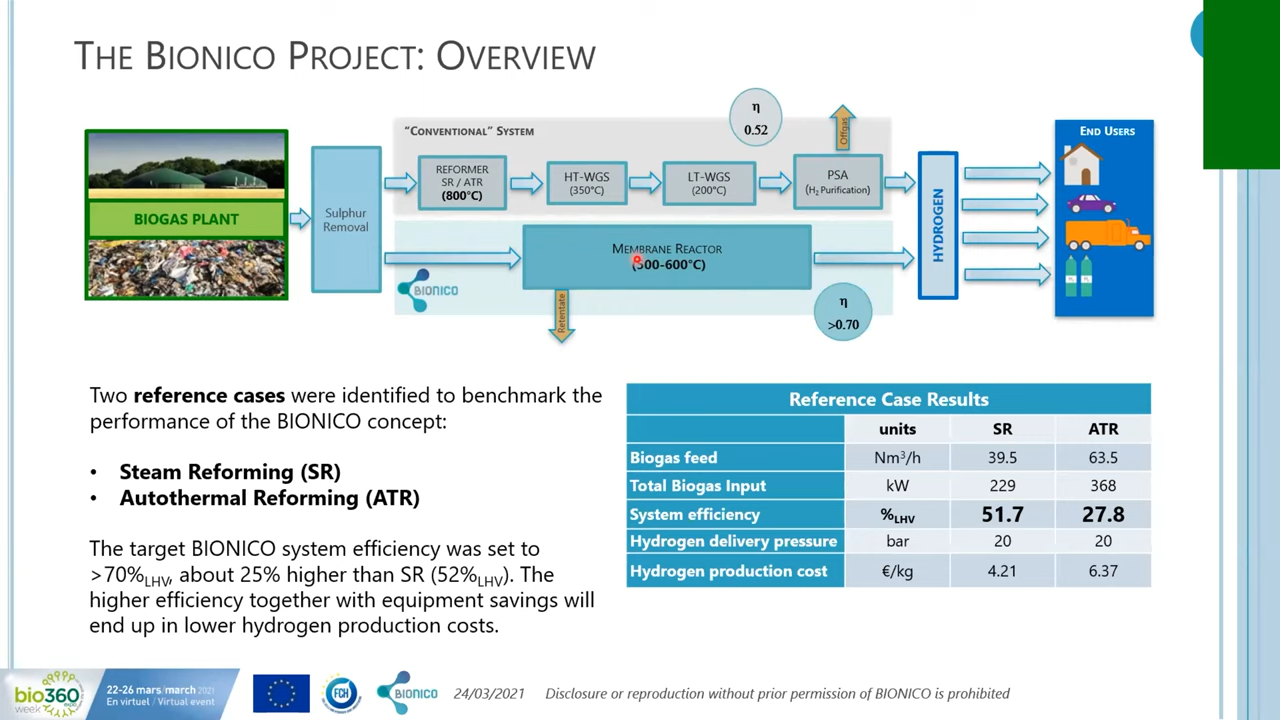 THE BIONICO PROJECT: OVERVIEW
"CONVENTIONAL" SYSTEM
η
0.52
Offgas
END USERS
BIOGAS PLANT
Sulphur
Removal
REFORMER
SR / ATR
(800°C)
HT-WGS
(350°C)
LT-WGS
(200°C)
PSA
(H2 Purification)
HYDROGEN
MEMBRANE REACTOR
(500-600°C)
BIONICO
Retentate
η
>0.70
Two reference cases were identified to benchmark the
performance of the BIONICO concept:
• Steam Reforming (SR)
• Autothermal Reforming (ATR)
The target BIONICO system efficiency was set to
>70%LHV, about 25% higher than SR (52%LHV). The
higher efficiency together with equipment savings will
end up in lower hydrogen production costs.
Reference Case Results
units SR ATR
Biogas feed Nm³/h 39.5 63.5
Total Biogas Input kW 229 368
System efficiency %LHV 51.7 27.8
Hydrogen delivery pressure bar 20 20
Hydrogen production cost €/kg 4.21 6.37
bio360
week expo
22-26 mars/march 2021
En virtuel / Virtual event
FCH
BIONICO
24/03/2021
Disclosure or reproduction without prior permission of BIONICO is prohibited